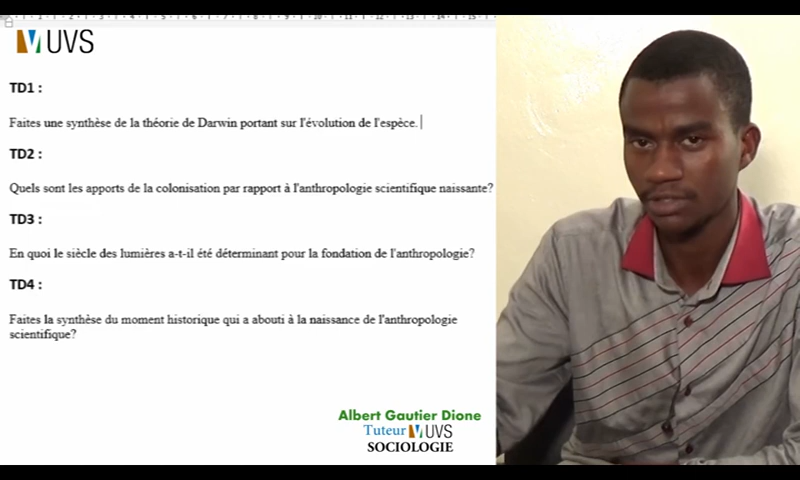 UVS
TD1 :
Faites une synthèse de la théorie de Darwin portant sur l'évolution de l'espèce.
TD2 :
Quels sont les apports de la colonisation par rapport à l'anthropologie scientifique naissante?
TD3 :
En quoi le siècle des lumières a-t-il été déterminant pour la fondation de l'anthropologie?
TD4 :
Faites la synthèse du moment historique qui a abouti à la naissance de l'anthropologie
scientifique?
Albert Gautier Dione
Tuteur UVS
SOCIOLOGIE